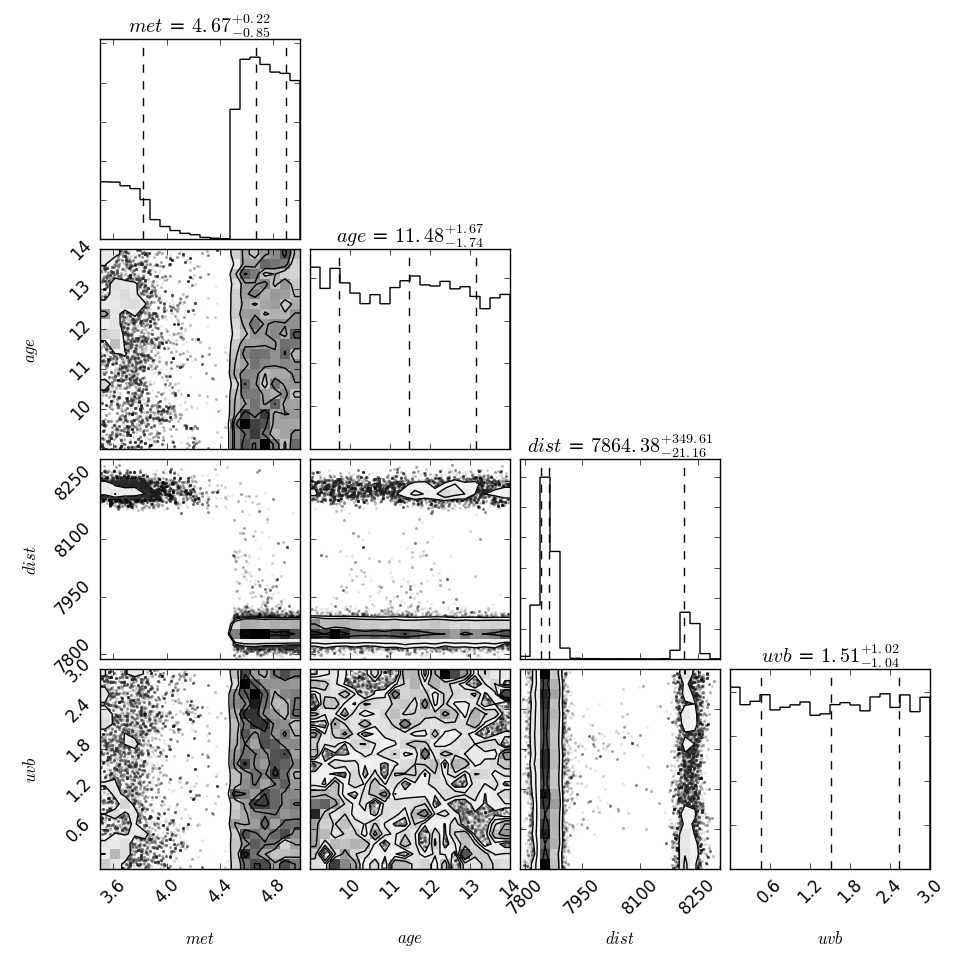 met = 4.67 +0.22 −0.85
14
13
12
11
10
age
age = 11.48 +1.67 −1.74
8250
8100
7950
7800
dist
dist = 7864.38 +349.61 −21.16
3.0
2.4
1.8
1.2
0.6
uvb
uvb = 1.51 +1.02 −1.04
3.6 4.0 4.4 4.8 10 11 12 13 14 7800 7950 8100 8250 0.6 1.2 1.8 2.4 3.0
met age dist uvb